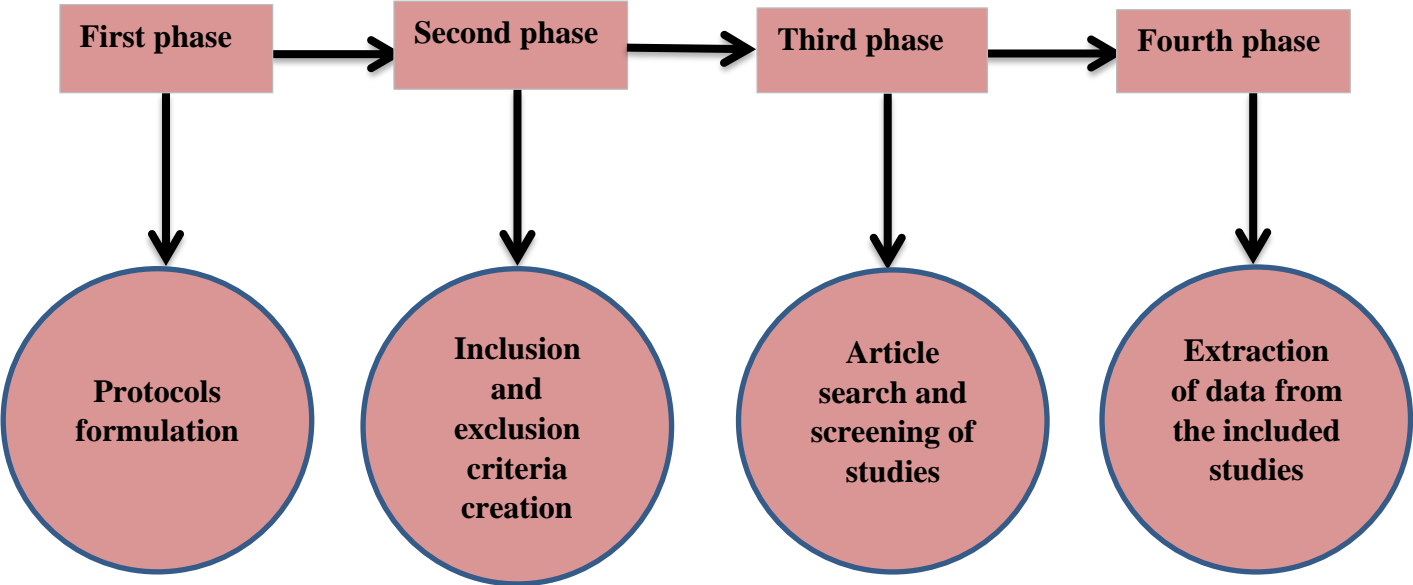 First phase
Second phase
Third phase
Fourth phase
Protocols
formulation
Inclusion
and
exclusion
criteria
creation
Article
search and
screening of
studies
Extraction
of data from
the included
studies